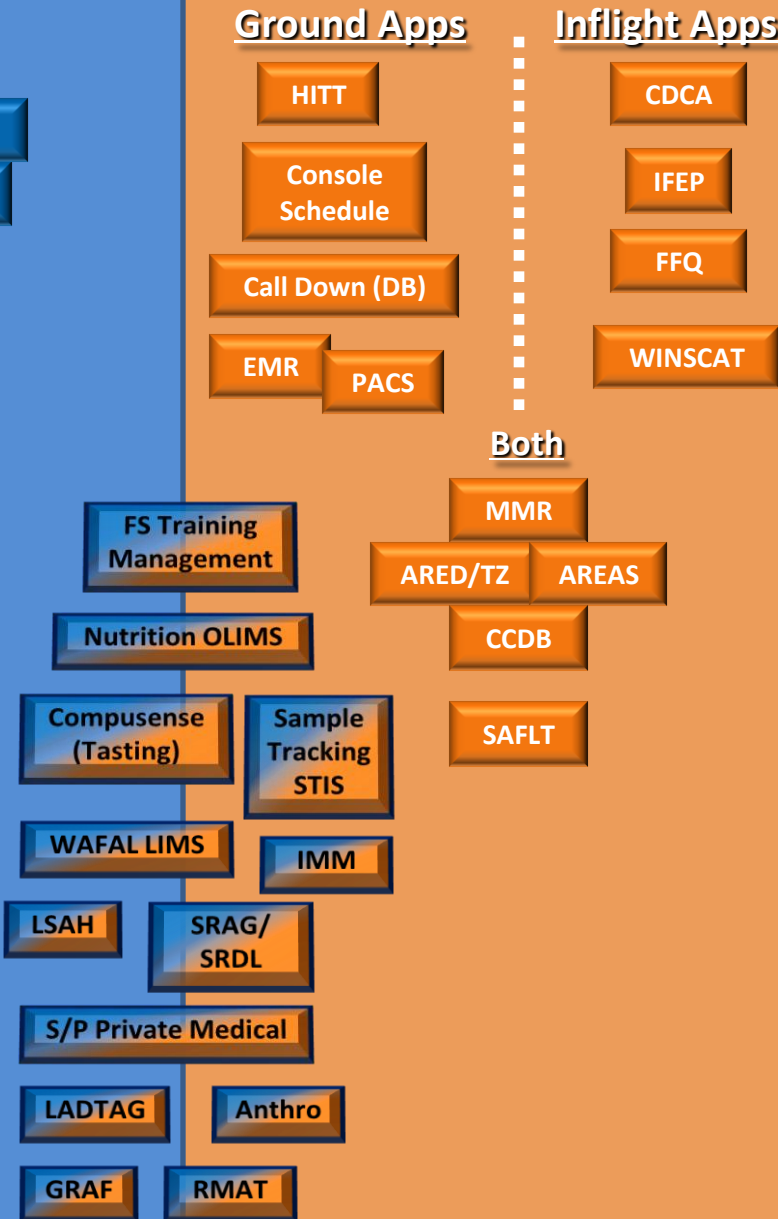 Ground Apps
Inflight Apps
HITT
CDCA
Console
Schedule
IFEP
Call Down (DB)
FFQ
EMR
PACS
WINSCAT
Both
MMR
ARED/TZ
AREAS
CCDB
SAFLT
FS Training
Management
Nutrition OLIMS
Compusense
(Tasting)
Sample
Tracking
STIS
WAFAL LIMS
IMM
LSAH
SRAG/
SRDL
S/P Private Medical
LADTAG
Anthro
GRAF
RMAT